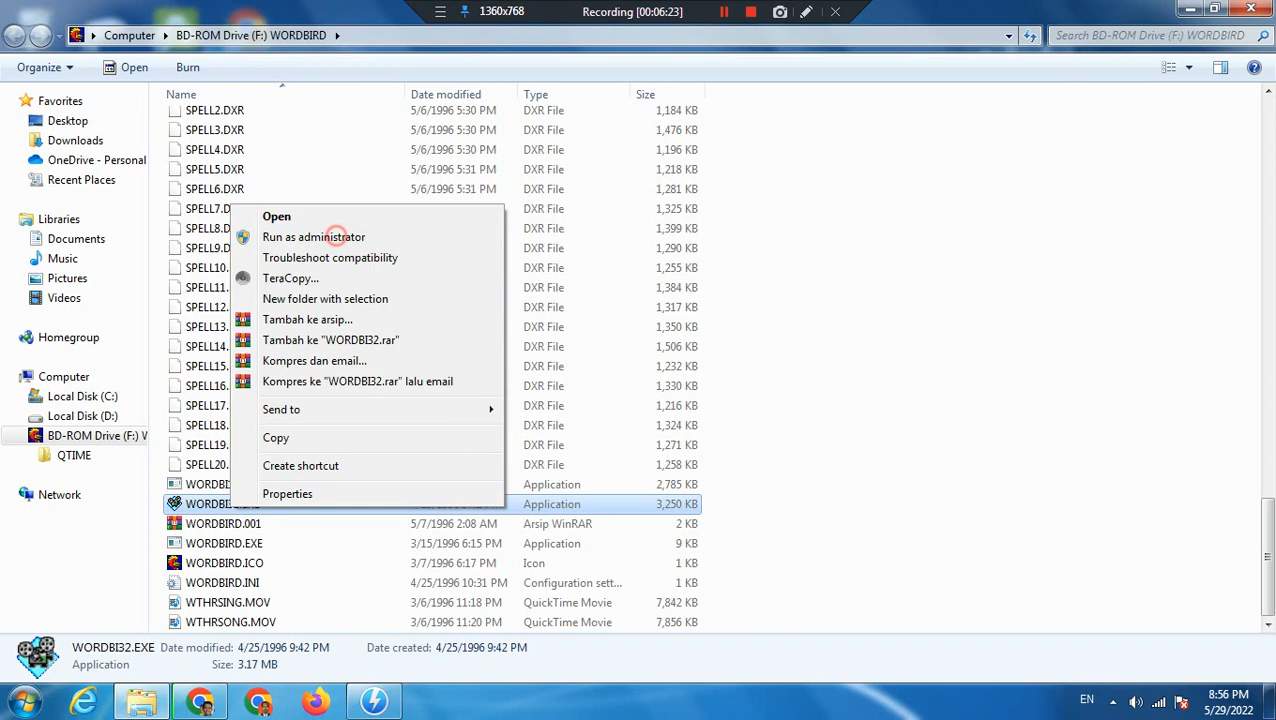 1360x768
Recording [00:06:23]
Computer
BD-ROM Drive (F:) WORDBIRD
Search BD-ROM Drive (F:) WORDBIRD
Organize
Open
Burn
Name
Date modified
Type
Size
SPELL2.DXR 5/6/1996 5:30 PM DXR File 1,184 KB
SPELL3.DXR 5/6/1996 5:30 PM DXR File 1,476 KB
SPELL4.DXR 5/6/1996 5:30 PM DXR File 1,196 KB
SPELL5.DXR 5/6/1996 5:31 PM DXR File 1,218 KB
SPELL6.DXR 5/6/1996 5:31 PM DXR File 1,281 KB
SPELL7.D DXR File 1,325 KB
SPELL8.D DXR File 1,399 KB
SPELL9.D DXR File 1,290 KB
SPELL10. DXR File 1,255 KB
SPELL11. DXR File 1,384 KB
SPELL12. DXR File 1,317 KB
SPELL13. DXR File 1,350 KB
SPELL14. DXR File 1,506 KB
SPELL15. DXR File 1,232 KB
SPELL16. DXR File 1,330 KB
SPELL17. DXR File 1,216 KB
SPELL18. DXR File 1,324 KB
SPELL19. DXR File 1,271 KB
SPELL20. DXR File 1,258 KB
WORDBI Application 2,785 KB
Application 3,250 KB
WORDBIRD.001 5/7/1996 2:08 AM Arsip WinRAR 2 KB
WORDBIRD.EXE 3/15/1996 6:15 PM Application 9 KB
WORDBIRD.ICO 3/7/1996 6:17 PM Icon 1 KB
WORDBIRD.INI 4/25/1996 10:31 PM Configuration sett... 1 KB
WTHRSING.MOV 3/6/1996 11:18 PM QuickTime Movie 7,842 KB
WTHRSONG.MOV 3/6/1996 11:20 PM QuickTime Movie 7,856 KB
Favorites
Desktop
Downloads
OneDrive - Personal
Recent Places
Libraries
Documents
Music
Pictures
Videos
Homegroup
Computer
Local Disk (C:)
Local Disk (D:)
BD-ROM Drive (F:) W
QTIME
Network
Open
Run as administrator
Troubleshoot compatibility
TeraCopy...
New folder with selection
Tambah ke arsip...
Tambah ke "WORDBI32.rar"
Kompres dan email...
Kompres ke "WORDBI32.rar" lalu email
Send to
Copy
Create shortcut
Properties
WORDBI32.EXE Date modified: 4/25/1996 9:42 PM Date created: 4/25/1996 9:42 PM
Application Size: 3.17 MB
EN
8:56 PM
5/29/2022